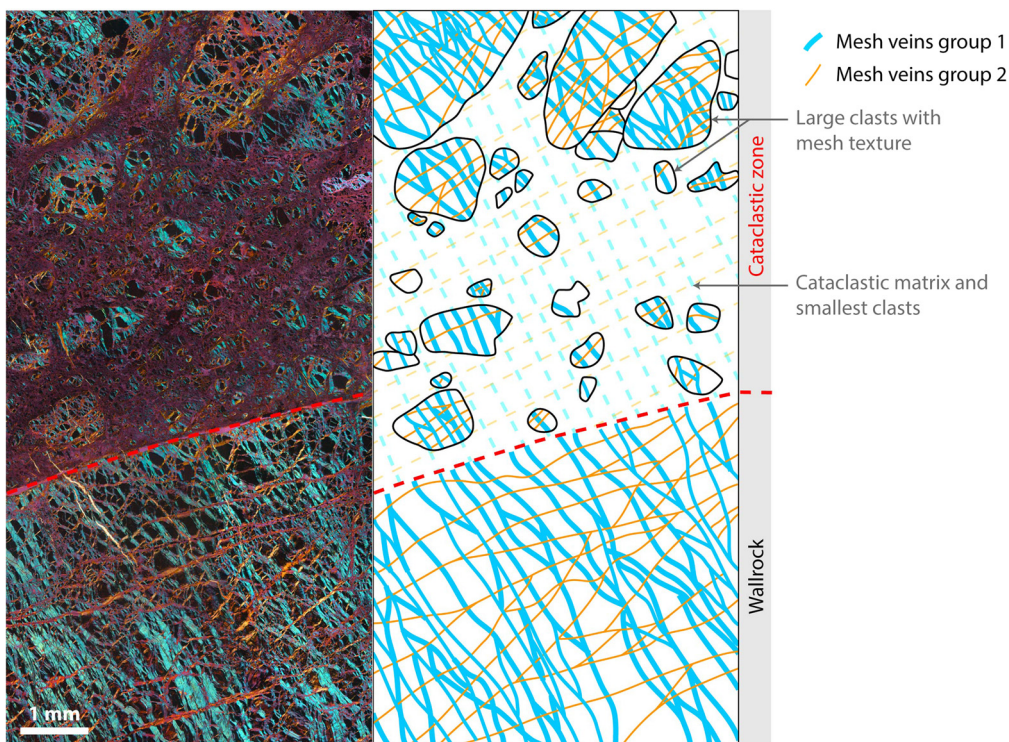 Mesh veins group 1
Mesh veins group 2
Large clasts with
mesh texture
Cataclastic zone
Cataclastic matrix and
smallest clasts
Wallrock
1 mm